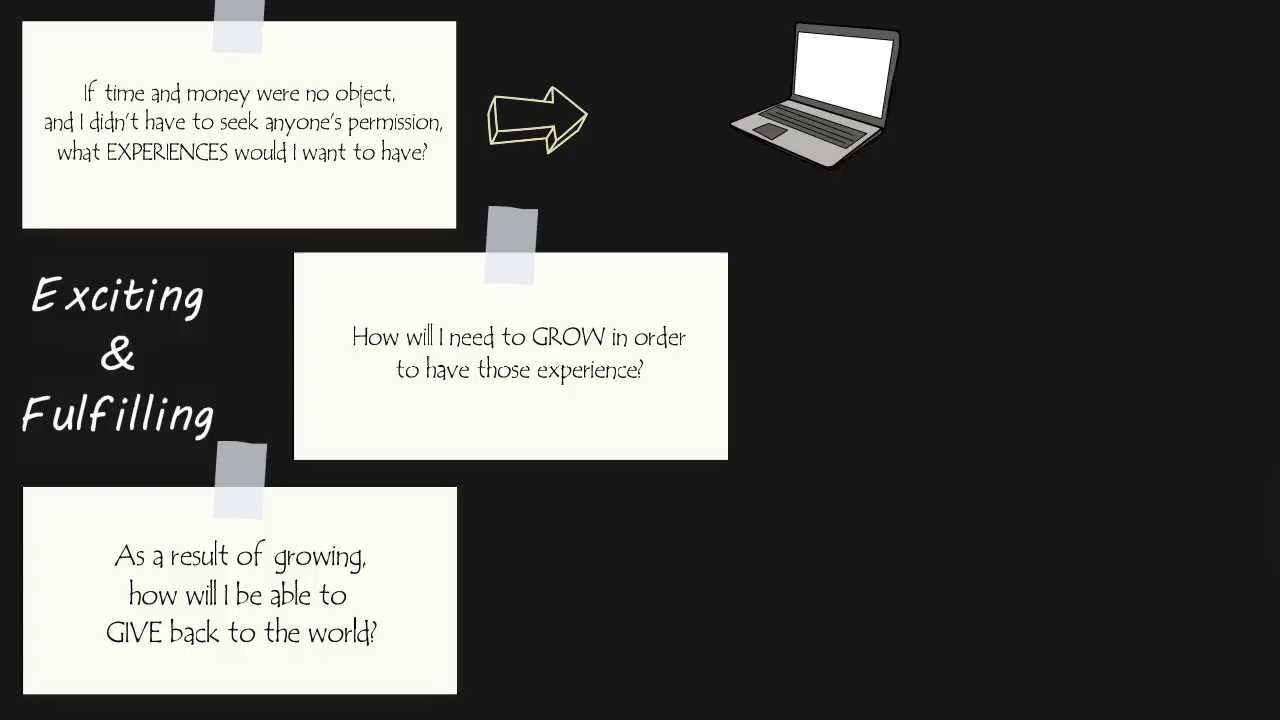 If time and money were no object,
and I didn't have to seek anyone's permission,
what EXPERIENCES would I want to have?
How will I need to GROW in order
to have those experience?
Exciting
&
Fulfilling
As a result of growing,
how will I be able to
GIVE back to the world?